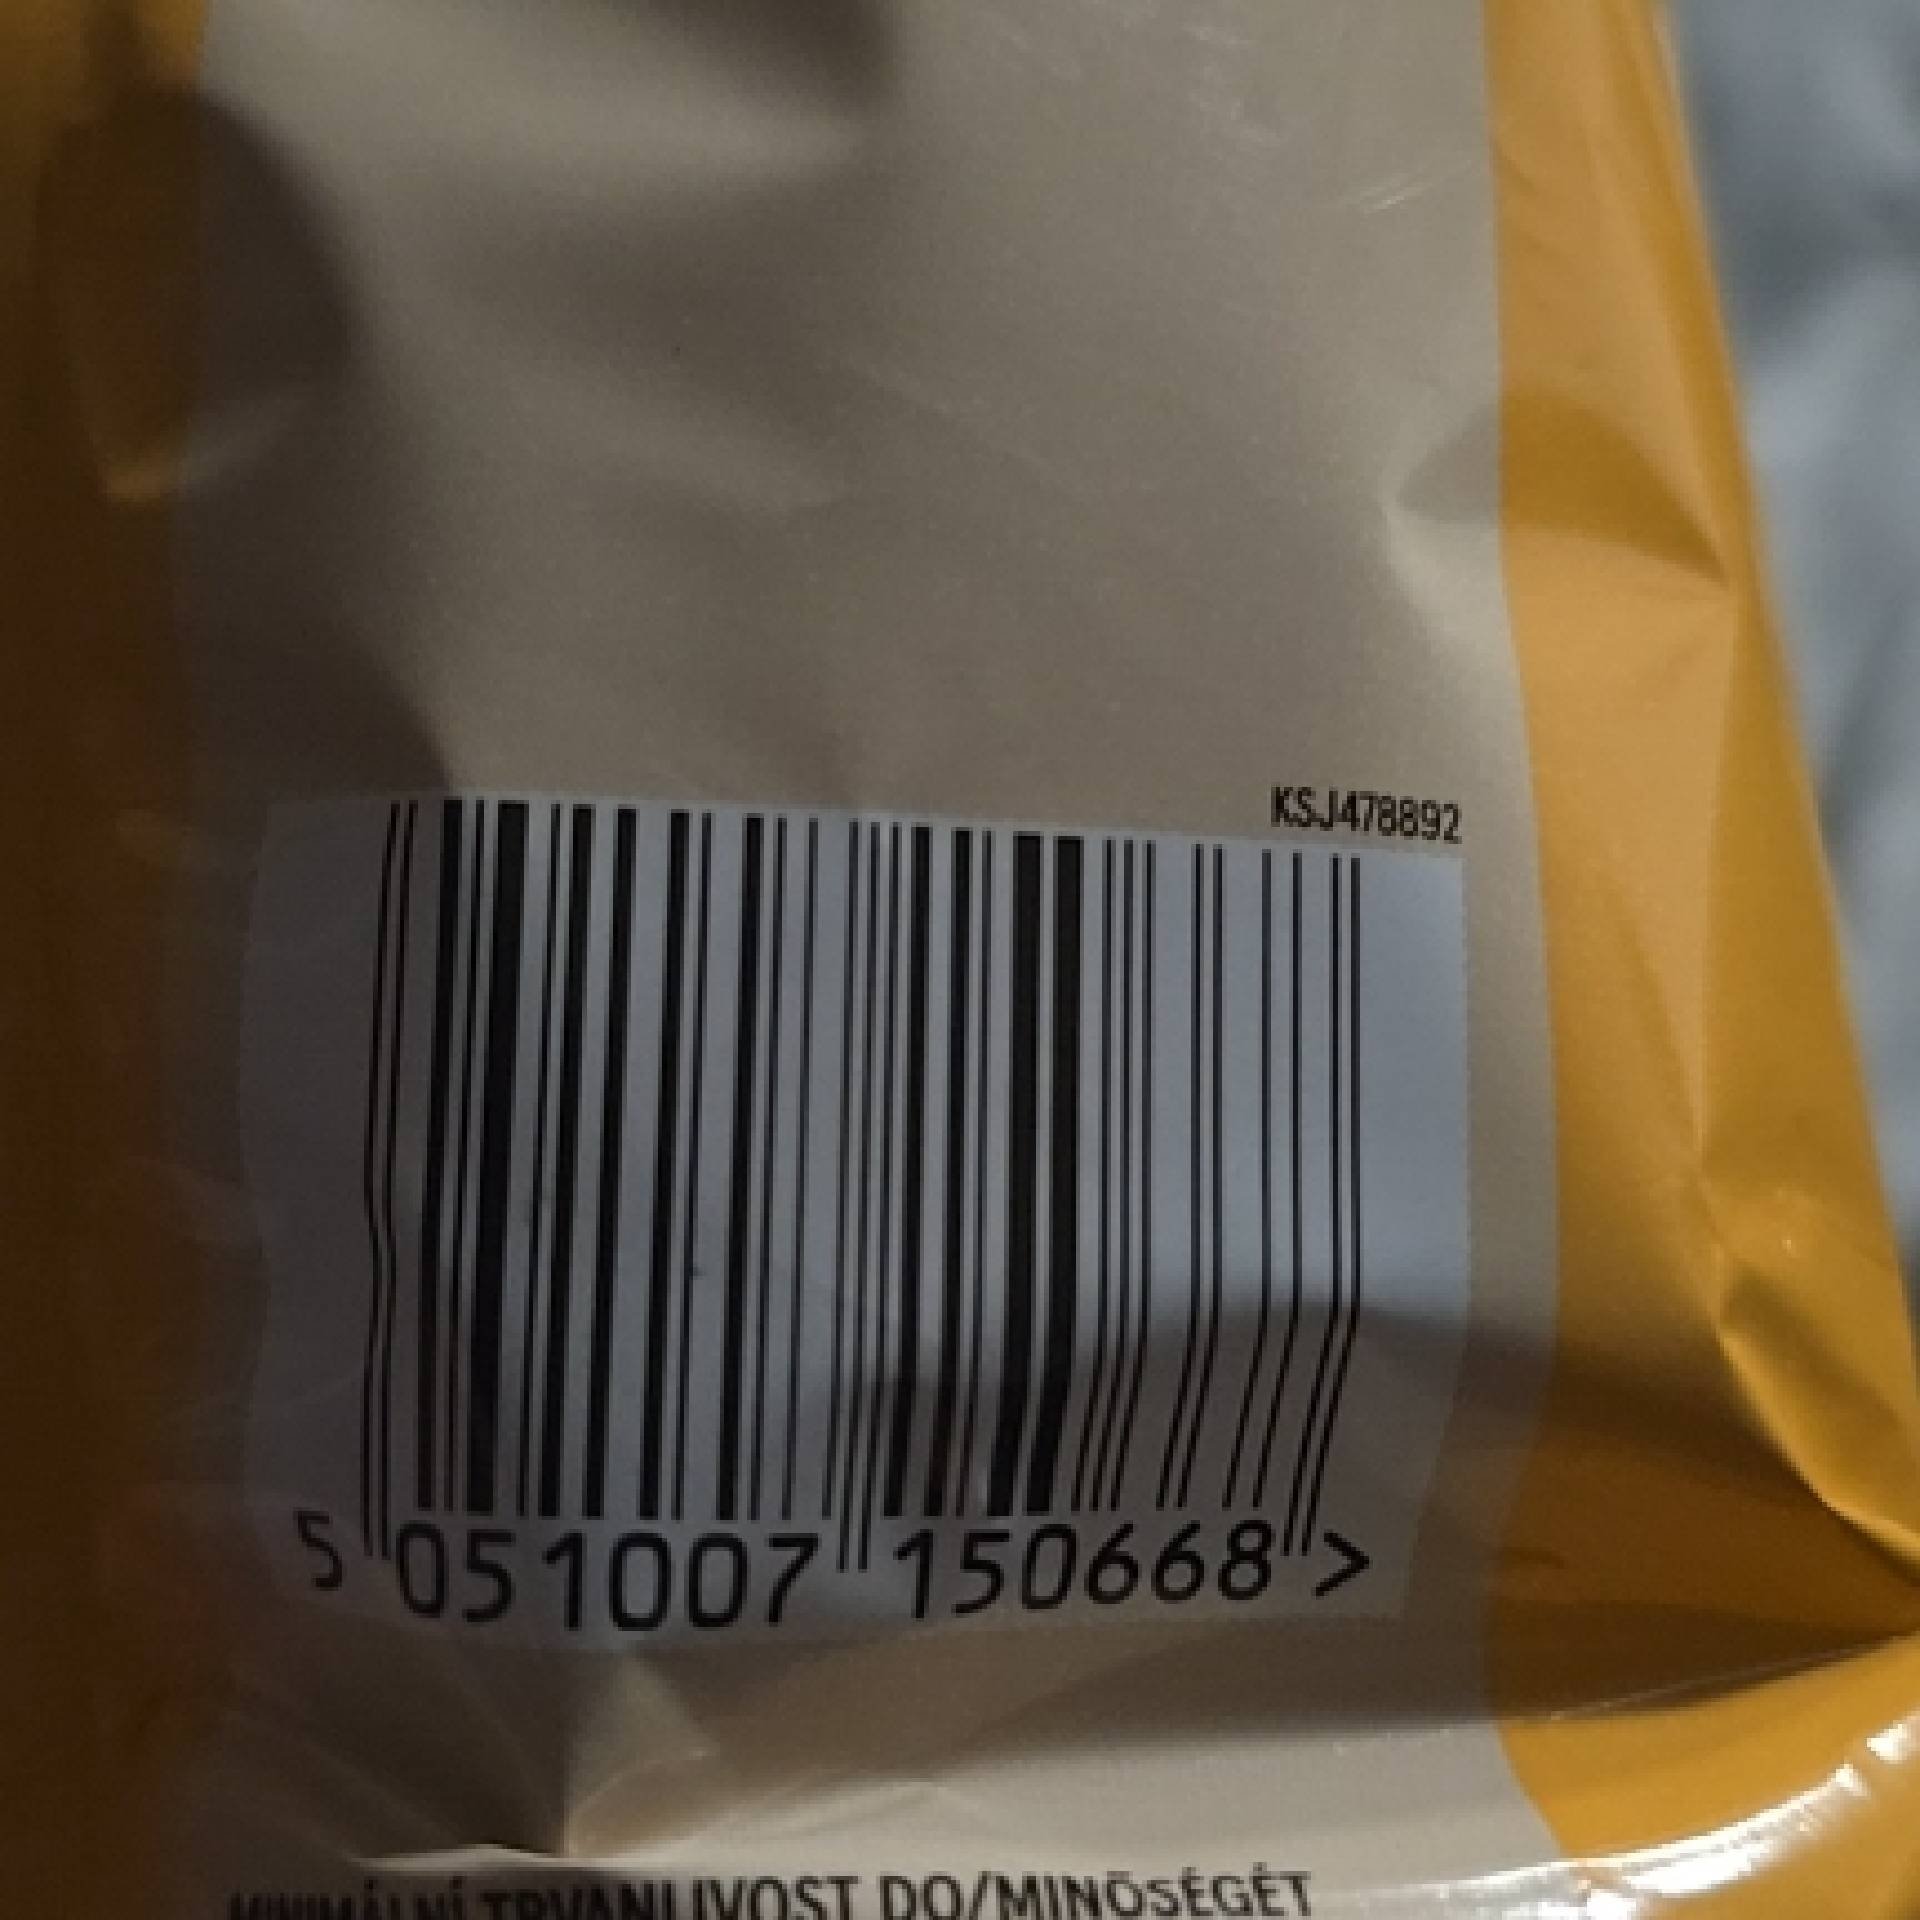 KSJ478892
5 051007 150668 >
MINIMÁLNÍ TRVANLIVOST DO/MINŐSÉGÉT